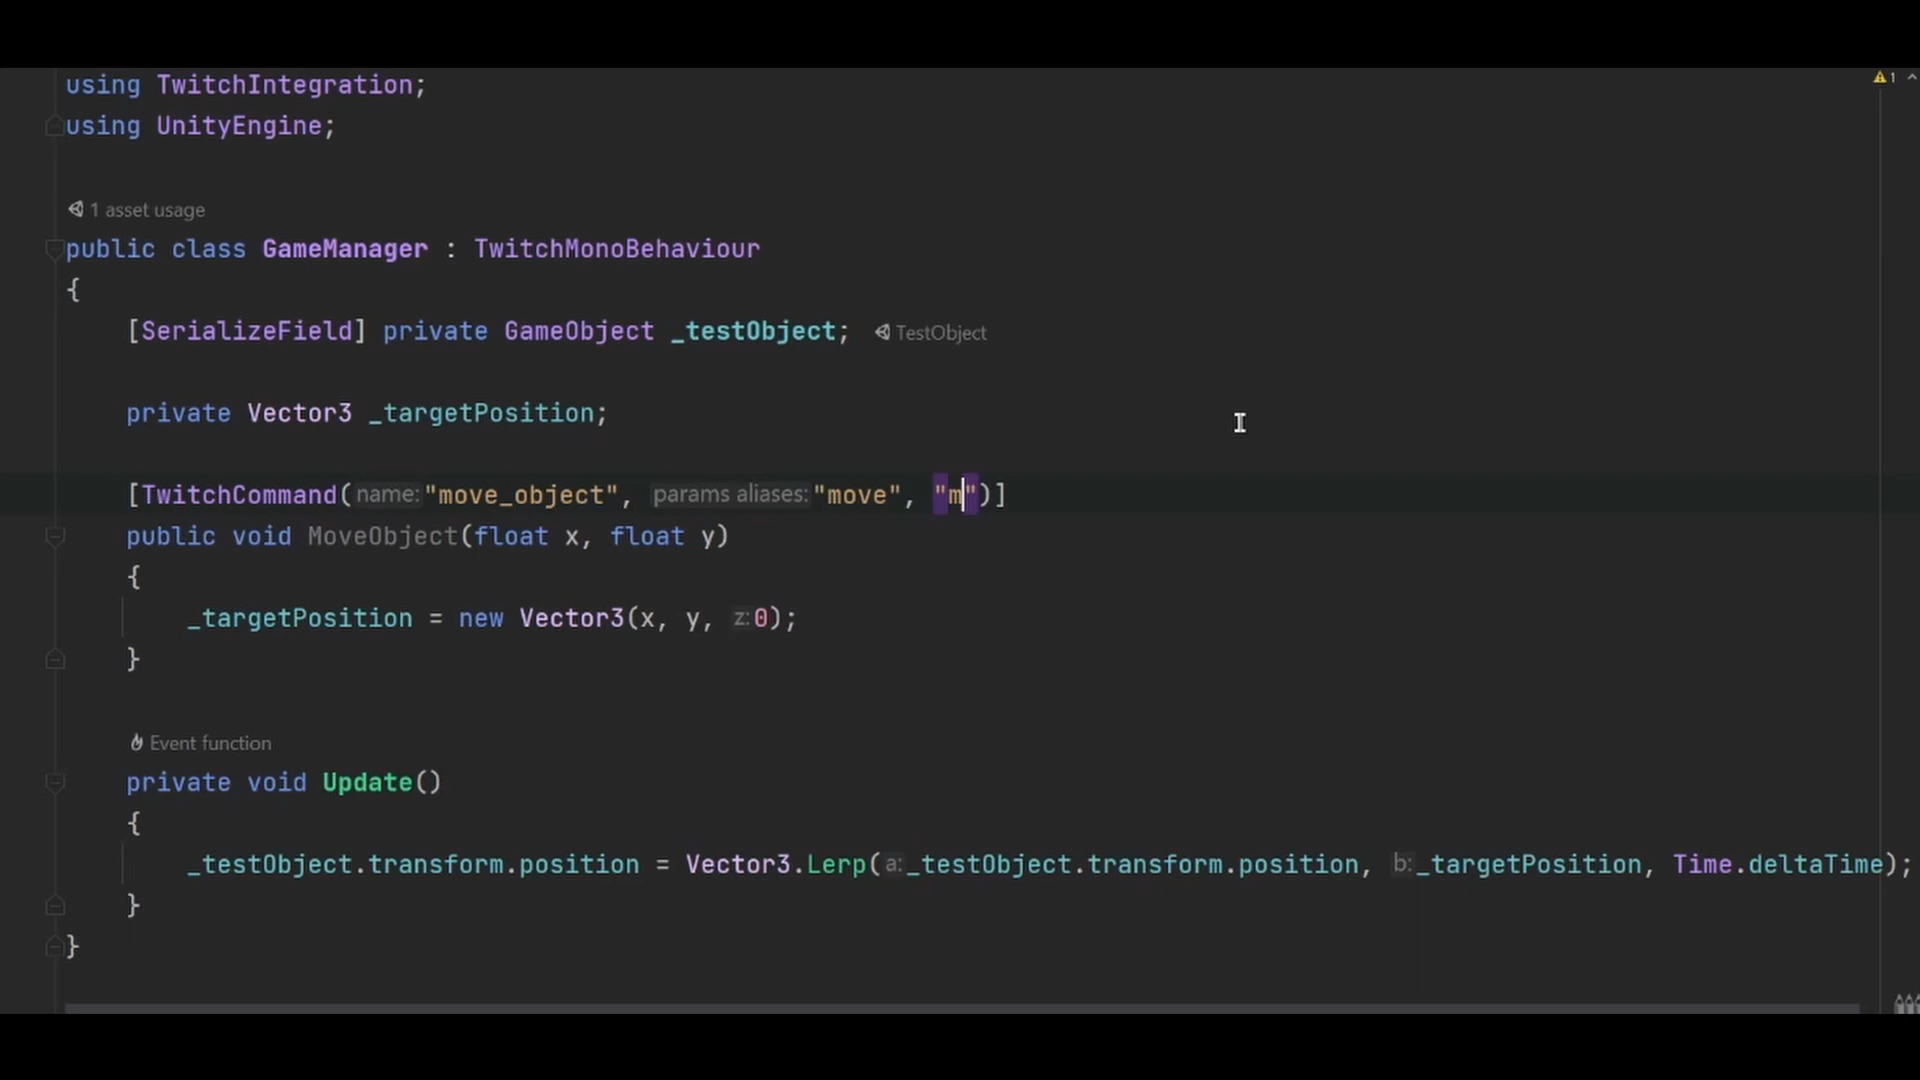 using TwitchIntegration;
using UnityEngine;
1 asset usage
public class GameManager : TwitchMonoBehaviour
{
[SerializeField] private GameObject _testObject; TestObject
private Vector3 _targetPosition;
[TwitchCommand(name:"move_object", params aliases:"move", "m")]
public void MoveObject(float x, float y)
{
_targetPosition = new Vector3(x, y, z:0);
}
Event function
private void Update()
{
_testObject.transform.position = Vector3.Lerp(a:_testObject.transform.position, b:_targetPosition, Time.deltaTime);
}
}
1